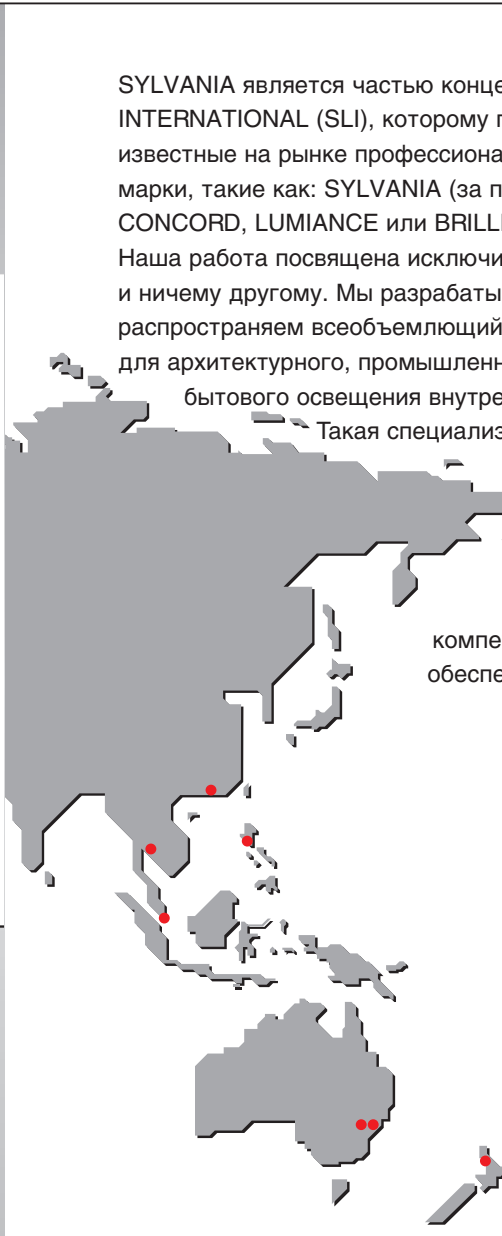 SYLVANIA является частью конце
INTERNATIONAL (SLI), которому п
известные на рынке профессиона
марки, такие как: SYLVANIA (за п
CONCORD, LUMIANCE или BRILLI
Наша работа посвящена исключи
и ничему другому. Мы разрабаты
распространяем всеобъемлющий
для архитектурного, промышленн
бытового освещения внутре
Такая специализ
компе
обеспе